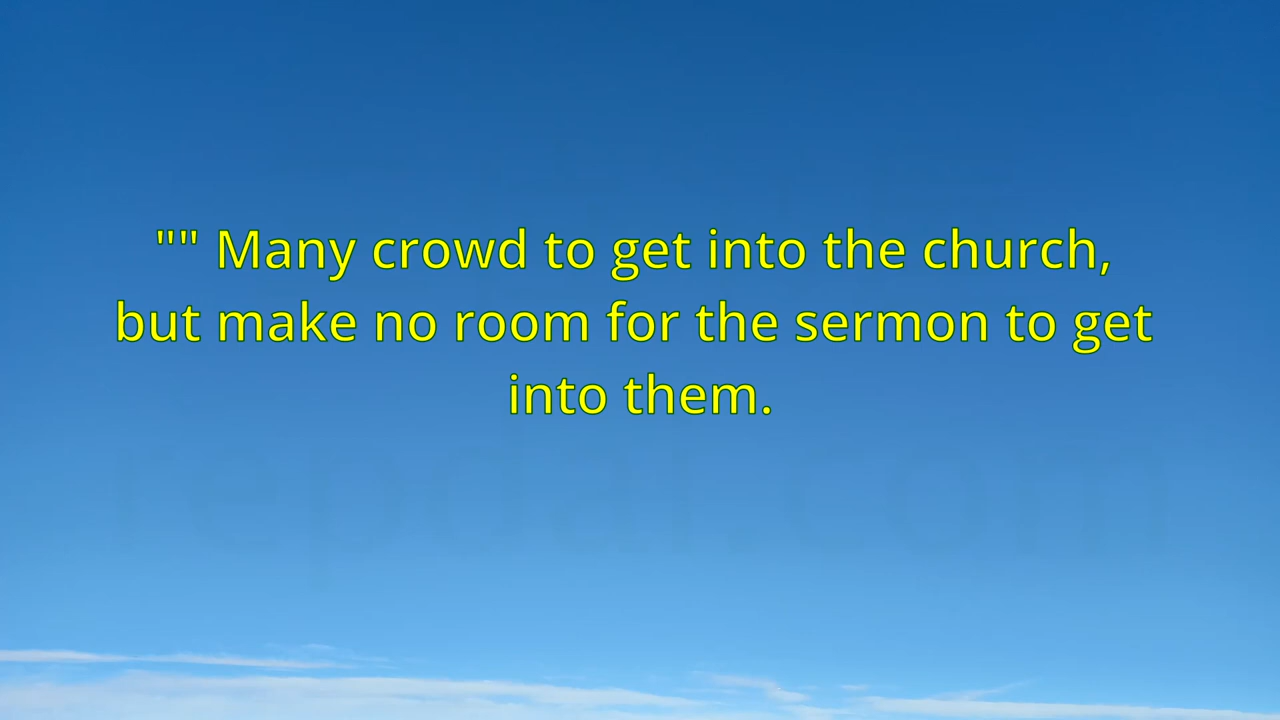 "" Many crowd to get into the church,
but make no room for the sermon to get
into them.